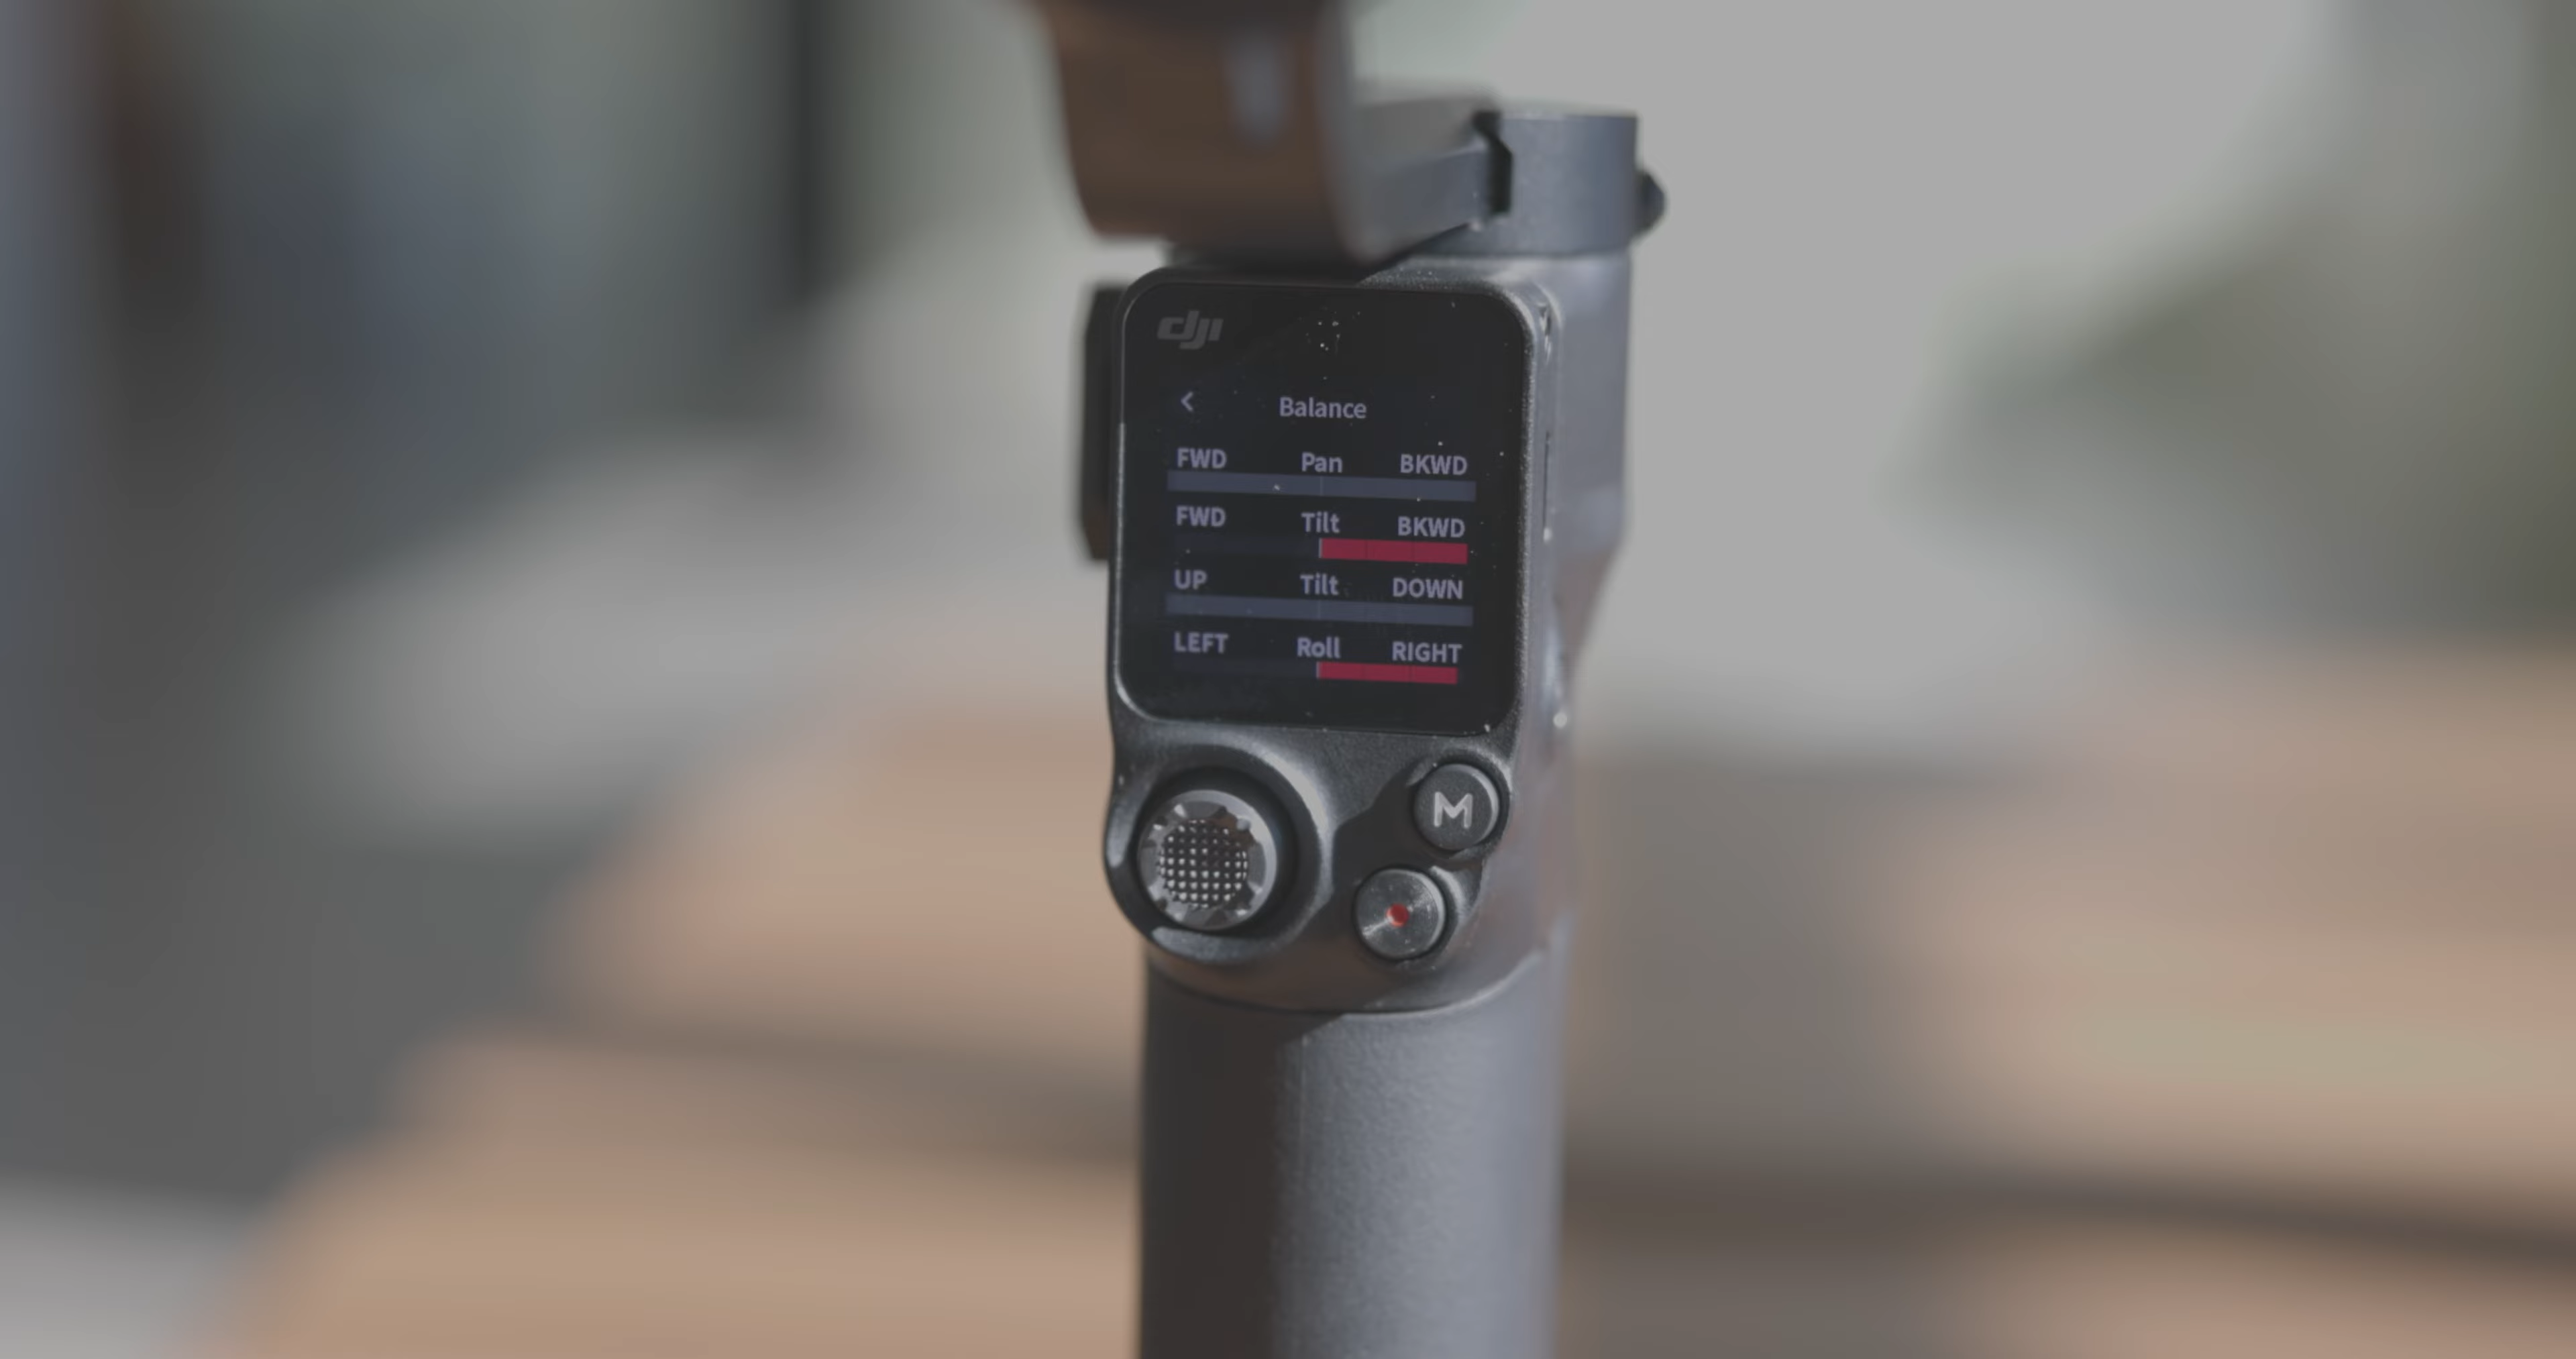 dji
< Balance
FWD Pan BKWD
FWD Tilt BKWD
UP Tilt DOWN
LEFT Roll RIGHT
M